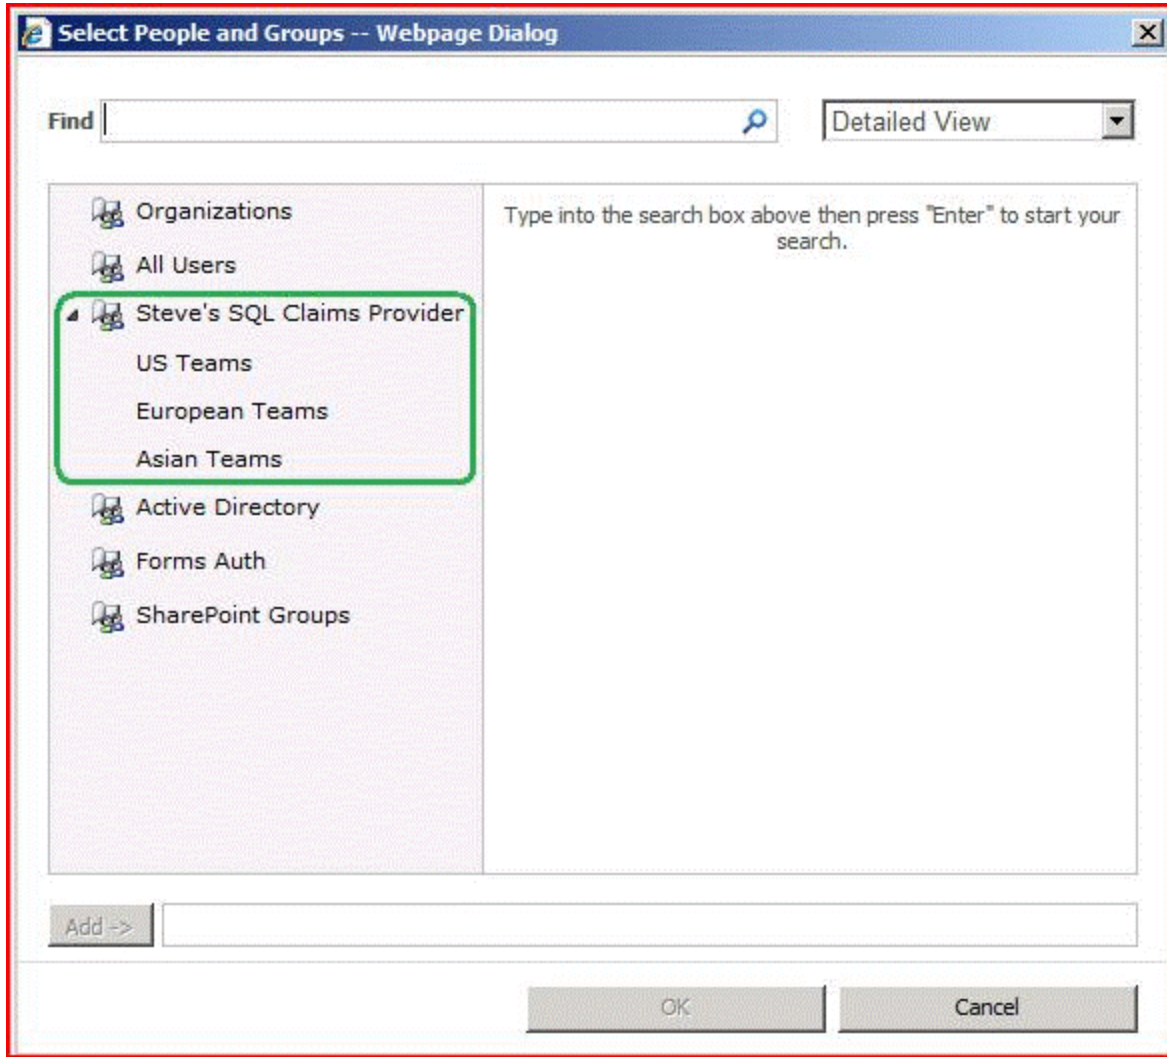 Select People and Groups -- Webpage Dialog
Find
Detailed View
Organizations
All Users
Steve's SQL Claims Provider
US Teams
European Teams
Asian Teams
Active Directory
Forms Auth
SharePoint Groups
Type into the search box above then press "Enter" to start your
search.
Add ->
OK
Cancel